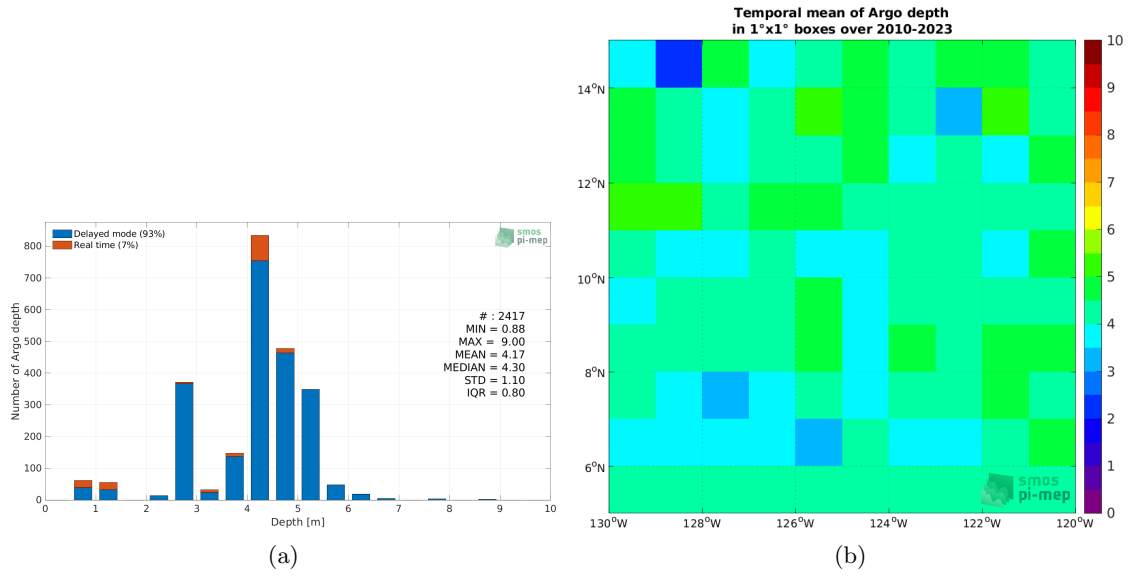 Delayed mode (93%)
Real time (7%)
smos
pi-mep
800
700
600
500
400
300
200
100
0
Number of Argo depth
# : 2417
MIN = 0.88
MAX = 9.00
MEAN = 4.17
MEDIAN = 4.30
STD = 1.10
IQR = 0.80
0 1 2 3 4 5 6 7 8 9 10
Depth [m]
(a)
Temporal mean of Argo depth
in 1°x1° boxes over 2010-2023
14°N
12°N
10°N
8°N
6°N
130°W 128°W 126°W 124°W 122°W 120°W
smos
pi-mep
10
9
8
7
6
5
4
3
2
1
0
(b)